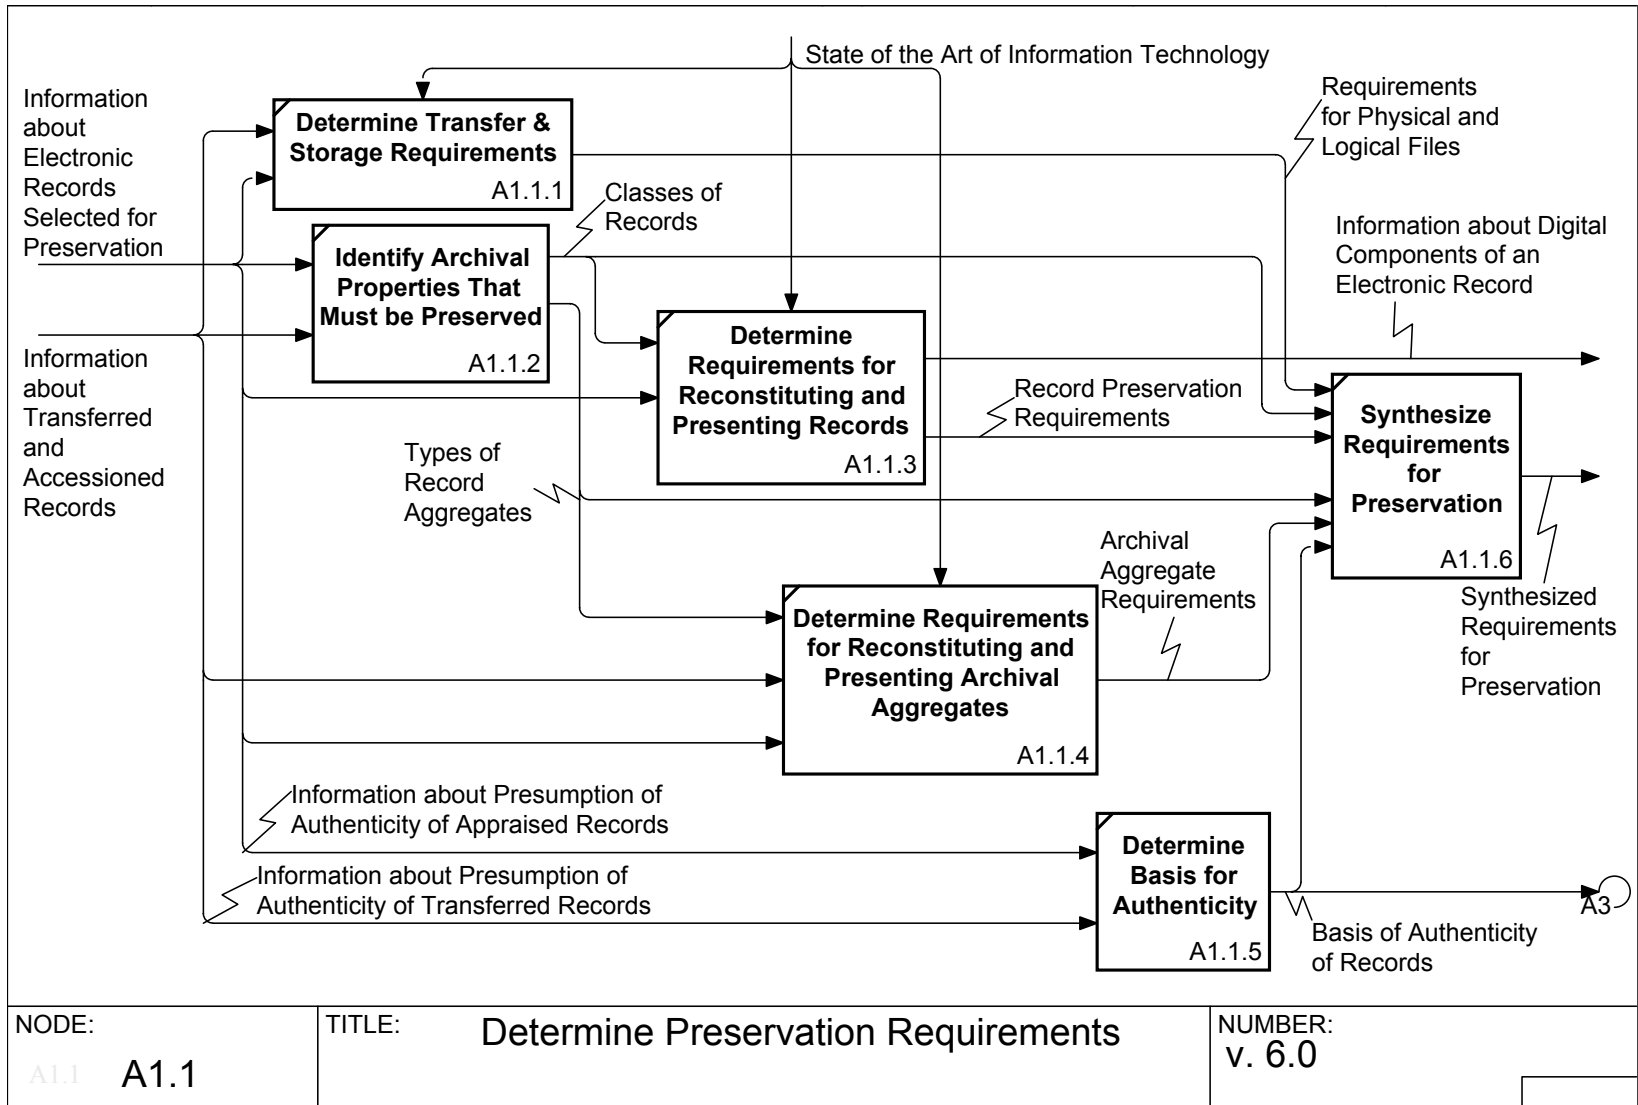 State of the Art of Information Technology
Information
about
Electronic
Records
Selected for
Preservation
Determine Transfer &
Storage Requirements
A1.1.1
Requirements
for Physical and
Logical Files
Classes of
Records
Information about Digital
Components of an
Electronic Record
Identify Archival
Properties That
Must be Preserved
A1.1.2
Information
about
Transferred
and
Accessioned
Records
Determine
Requirements for
Reconstituting and
Presenting Records
A1.1.3
Record Preservation
Requirements
Synthesize
Requirements
for
Preservation
A1.1.6
Types of
Record
Aggregates
Archival
Aggregate
Requirements
Synthesized
Requirements
for
Preservation
Determine Requirements
for Reconstituting and
Presenting Archival
Aggregates
A1.1.4
Information about Presumption of
Authenticity of Appraised Records
Information about Presumption of
Authenticity of Transferred Records
Determine
Basis for
Authenticity
A1.1.5
A3
Basis of Authenticity
of Records
NODE:
A1.1
A1.1
TITLE:
Determine Preservation Requirements
NUMBER:
v. 6.0